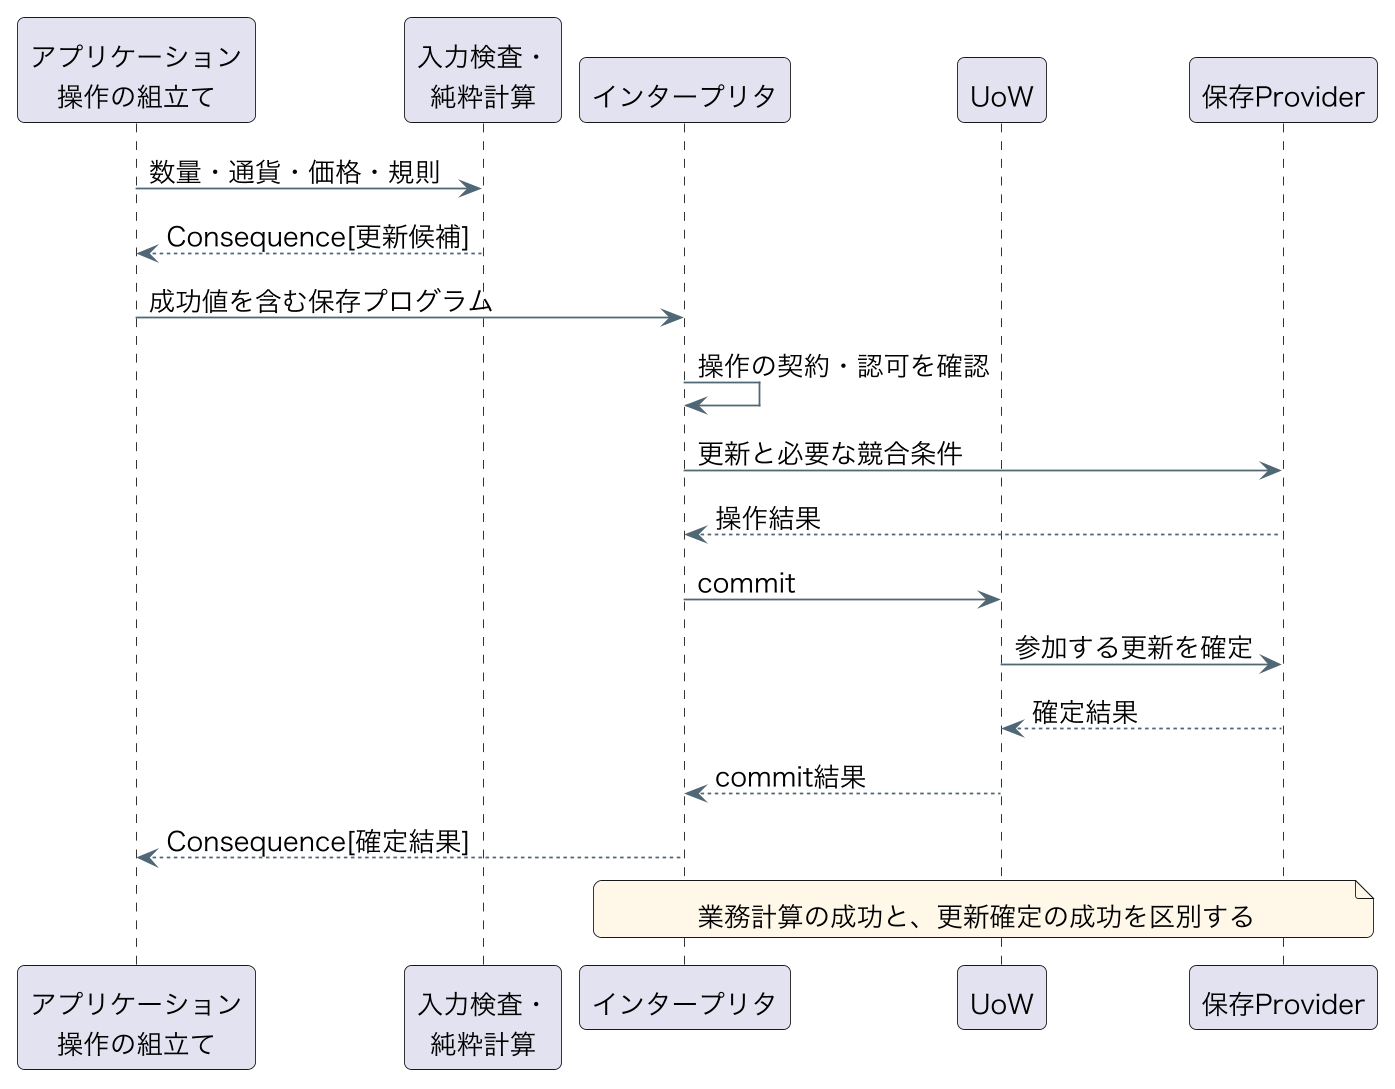 アプリケーション
操作の組立て
入力検査・
純粋計算
インタープリタ
UoW
保存Provider
数量・通貨・価格・規則
Consequence[更新候補]
成功値を含む保存プログラム
操作の契約・認可を確認
更新と必要な競合条件
操作結果
commit
参加する更新を確定
確定結果
commit結果
Consequence[確定結果]
業務計算の成功と、更新確定の成功を区別する
アプリケーション
操作の組立て
入力検査・
純粋計算
インタープリタ
UoW
保存Provider